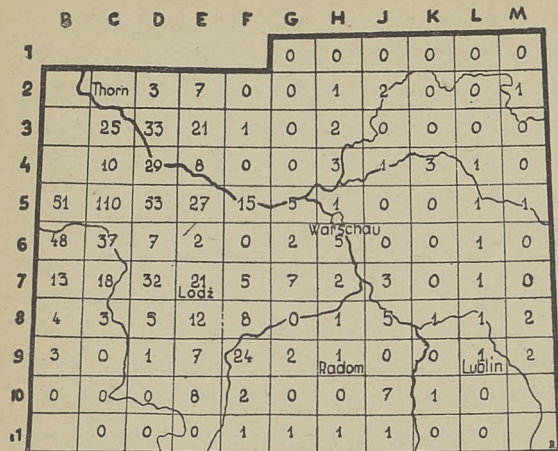 B C D E F G H J K L M
1 0 0 0 0 0 0 0
2 Thorn 3 7 0 0 1 2 0 0 1
3 25 33 21 1 0 2 0 0 0 0
4 10 29 8 0 0 3 1 3 1 0
5 51 110 53 27 15 5 1 0 0 1 1
Warschau
6 48 37 7 2 0 2 5 0 0 1 0
7 13 18 32 21 5 7 2 3 0 1 0
Lodź
8 4 3 5 12 8 0 1 5 1 1 2
9 3 0 1 7 24 2 1 0 0 1 2
Radom Lublin
10 0 0 0 8 2 0 0 7 1 0
.1 0 0 0 1 1 1 1 0 0
B.